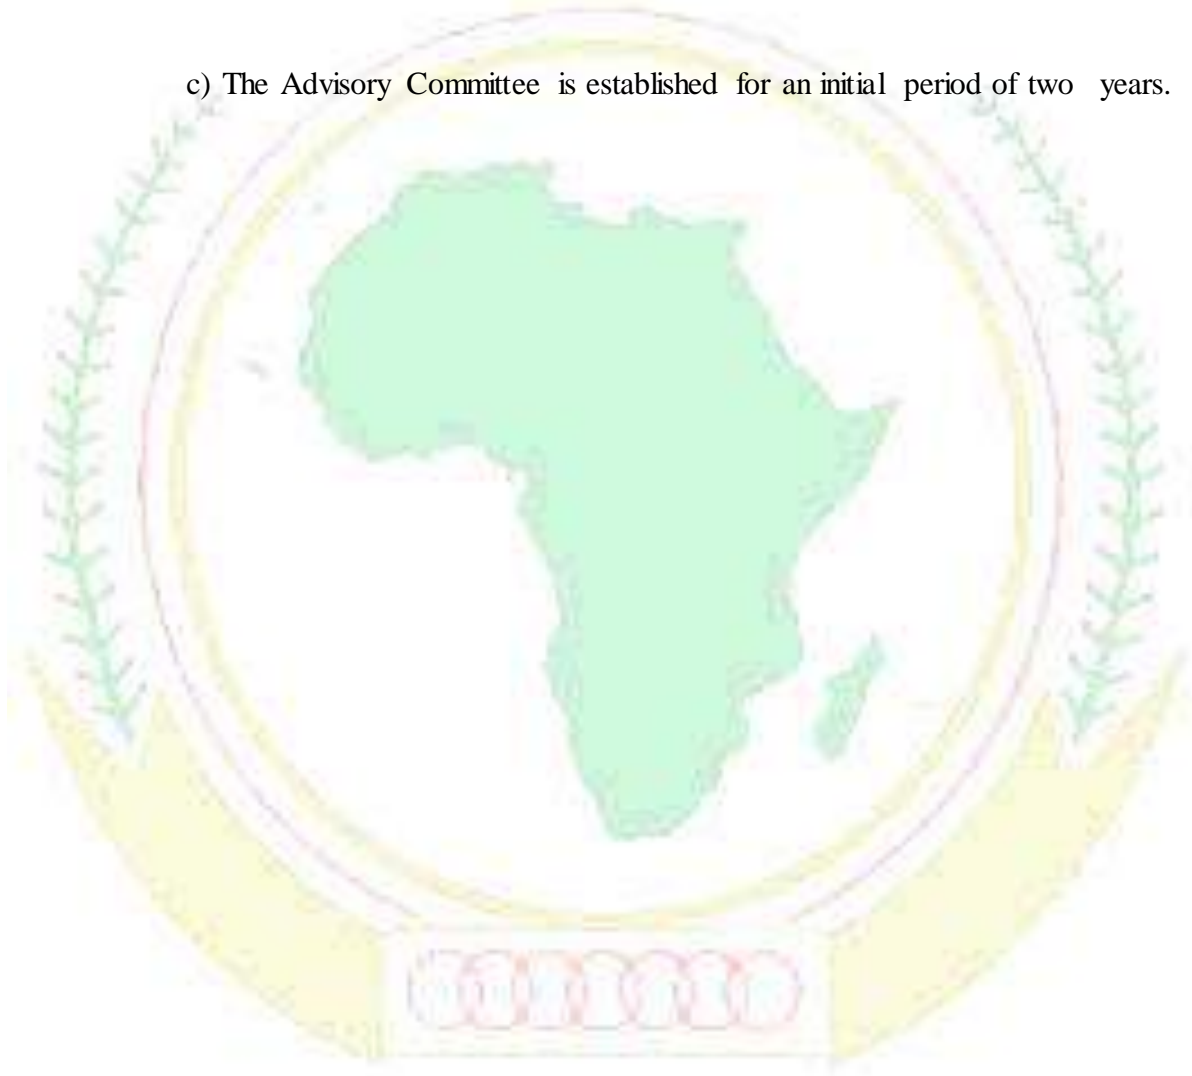 c) The Advisory Committee is established for an initial period of two years.